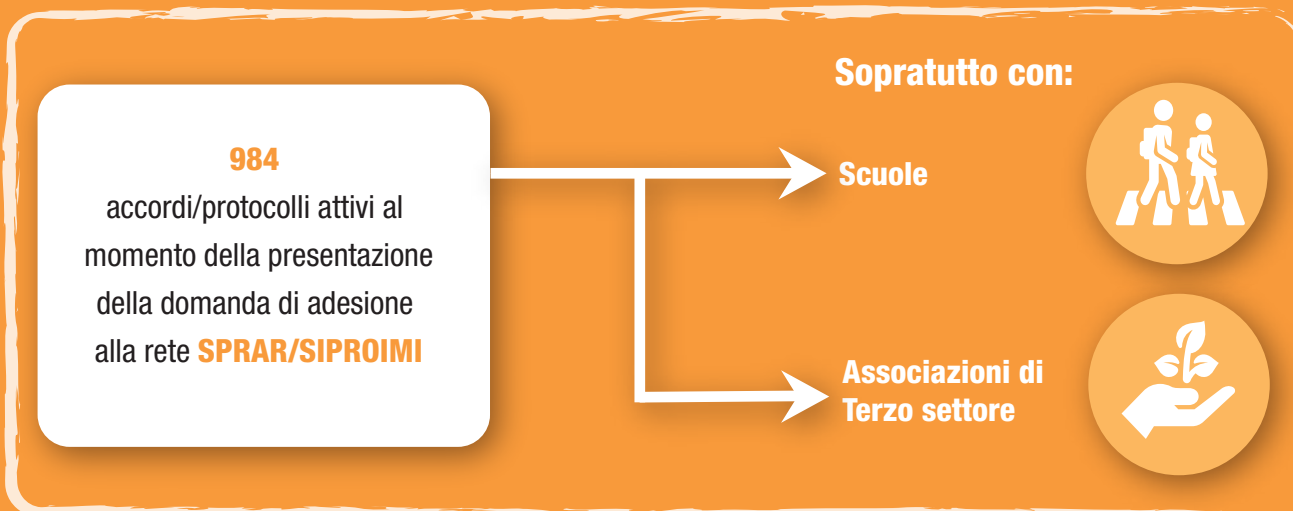 984
accordi/protocolli attivi al
momento della presentazione
della domanda di adesione
alla rete SPRAR/SIPROIMI
Sopratutto con:
Scuole
Associazioni di
Terzo settore